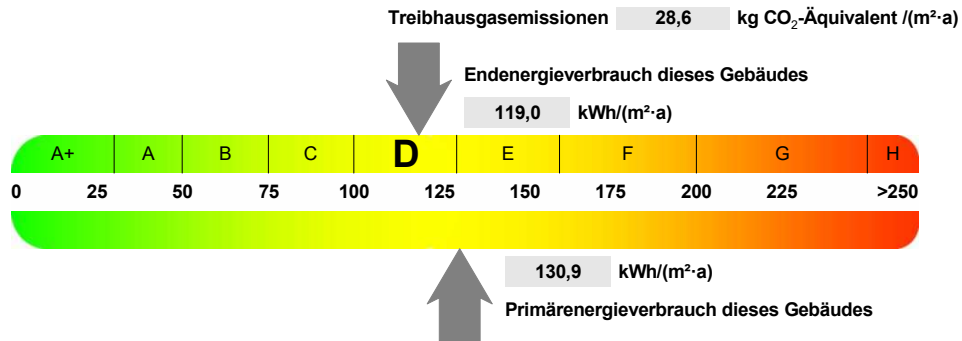 Treibhausgasemissionen 28,6 kg CO₂-Äquivalent /(m²·a)
Endenergieverbrauch dieses Gebäudes
119,0 kWh/(m²·a)
A+ A B C D E F G H
0 25 50 75 100 125 150 175 200 225 >250
130,9 kWh/(m²·a)
Primärenergieverbrauch dieses Gebäudes